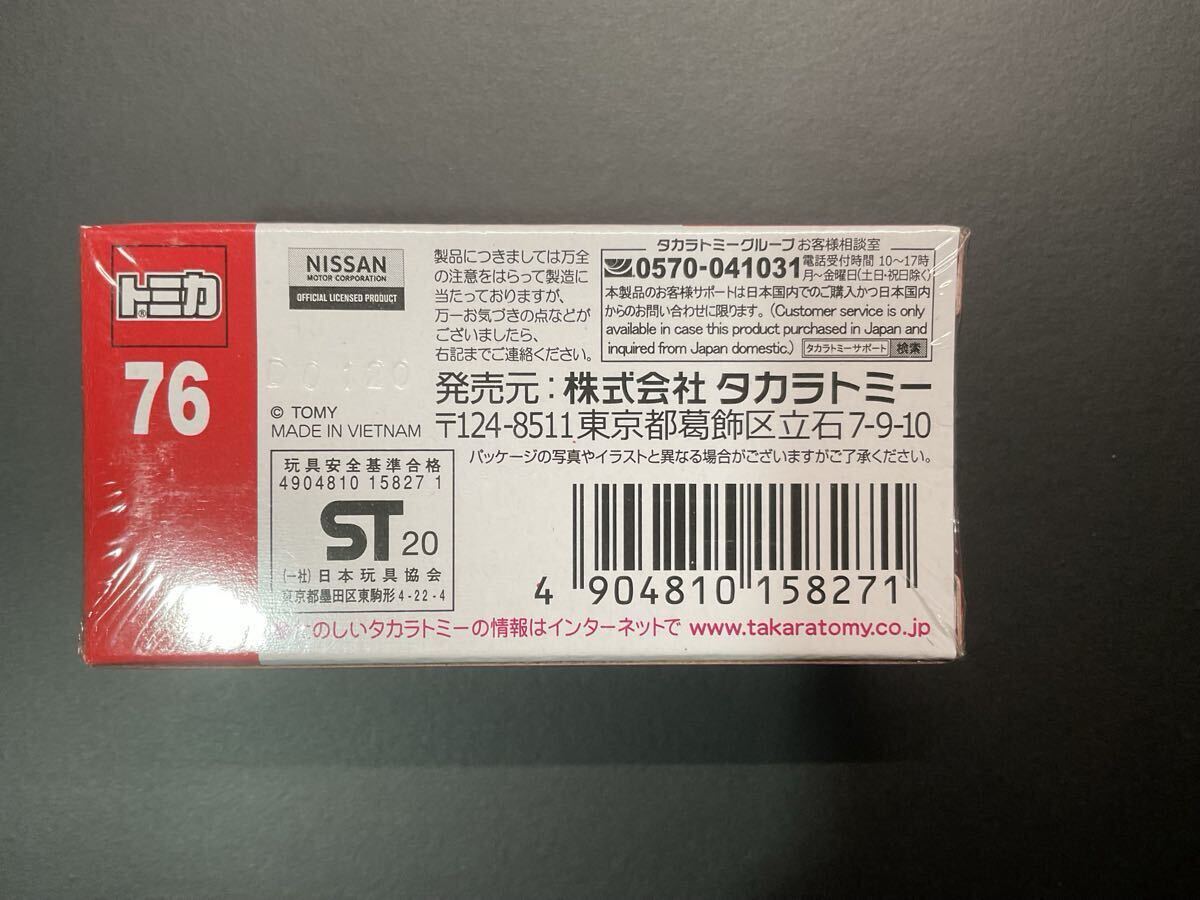 トミカ®
76
NISSAN
MOTOR CORPORATION
OFFICIAL LICENSED PRODUCT
D0120
© TOMY
MADE IN VIETNAM
玩具安全基準合格
4904810 15827 1
ST 20
(一社)日本玩具協会
東京都墨田区東駒形4-22-4
製品につきましては万全
の注意をはらって製造に
当たっておりますが、
万一お気づきの点などが
ございましたら、
右記までご連絡ください。
タカラトミーグループ お客様相談室
0570-041031 電話受付時間 10〜17時
月〜金曜日(土日・祝日除く)
本製品のお客様サポートは日本国内でのご購入かつ日本国内
からのお問い合わせに限ります。(Customer service is only
available in case this product purchased in Japan and
inquired from Japan domestic.) タカラトミーサポート 検索
発売元:株式会社 タカラトミー
〒124-8511 東京都葛飾区立石7-9-10
パッケージの写真やイラストと異なる場合がございますがご了承ください。
4 904810 158271
たのしいタカラトミーの情報はインターネットで www.takaratomy.co.jp